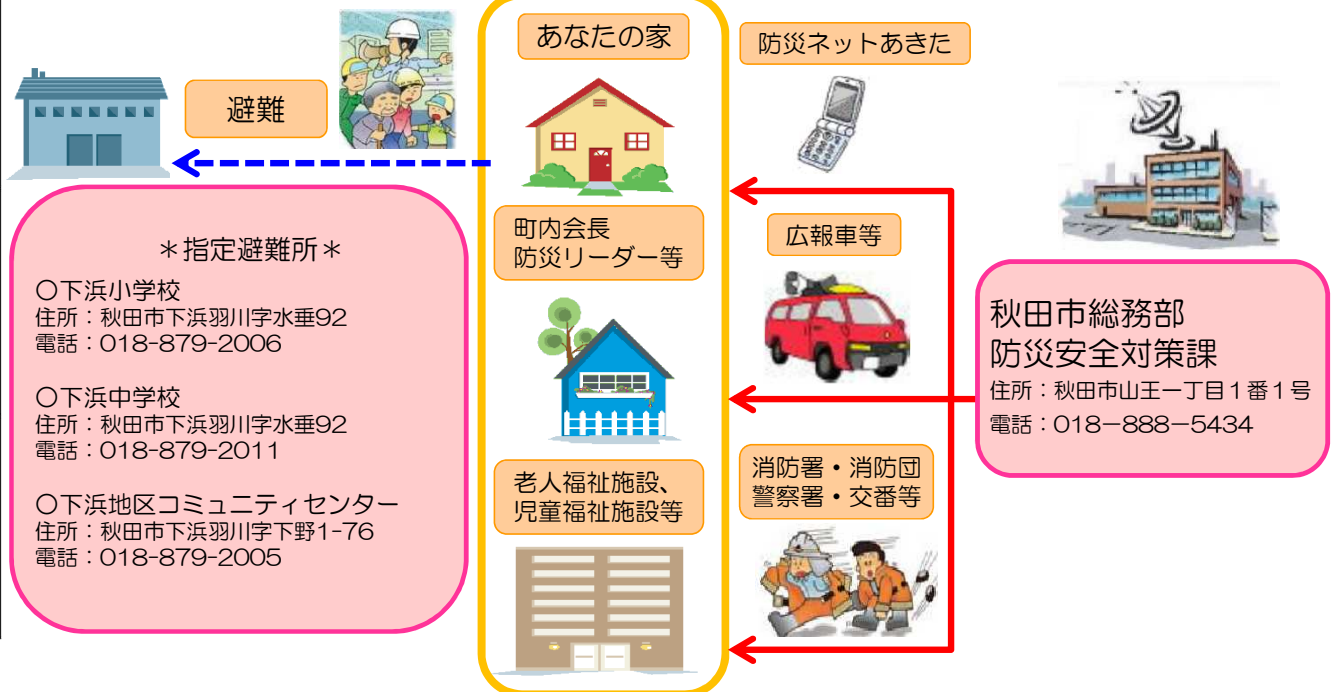 避難
＊指定避難所＊
○下浜小学校
住所：秋田市下浜羽川字水垂92
電話：018-879-2006
○下浜中学校
住所：秋田市下浜羽川字水垂92
電話：018-879-2011
○下浜地区コミュニティセンター
住所：秋田市下浜羽川字下野1-76
電話：018-879-2005
あなたの家
町内会長
防災リーダー等
老人福祉施設、
児童福祉施設等
防災ネットあきた
広報車等
消防署・消防団
警察署・交番等
秋田市総務部
防災安全対策課
住所：秋田市山王一丁目１番１号
電話：018－888－5434